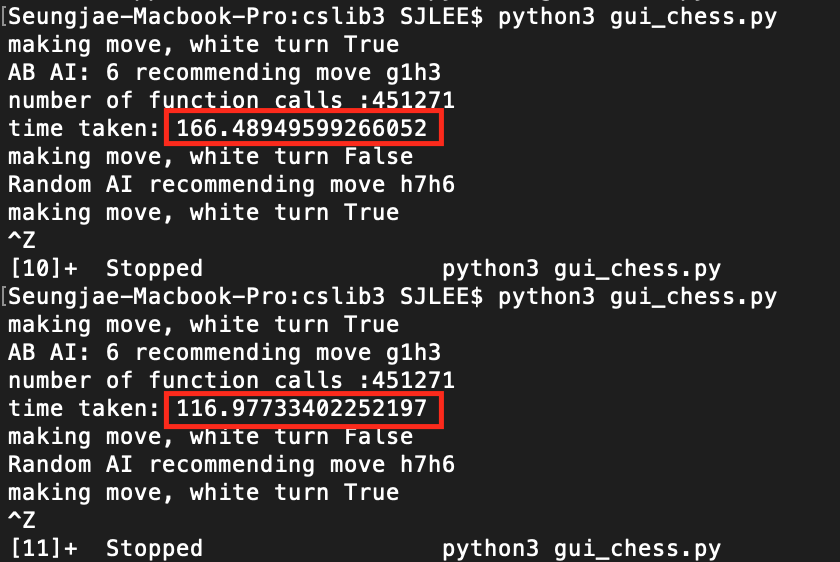 [Seungjae-Macbook-Pro:cslib3 SJLEE$ python3 gui_chess.py
making move, white turn True
AB AI: 6 recommending move g1h3
number of function calls :451271
time taken: 166.48949599266052
making move, white turn False
Random AI recommending move h7h6
making move, white turn True
^Z
[10]+  Stopped                 python3 gui_chess.py
[Seungjae-Macbook-Pro:cslib3 SJLEE$ python3 gui_chess.py
making move, white turn True
AB AI: 6 recommending move g1h3
number of function calls :451271
time taken: 116.97733402252197
making move, white turn False
Random AI recommending move h7h6
making move, white turn True
^Z
[11]+  Stopped                 python3 gui_chess.py